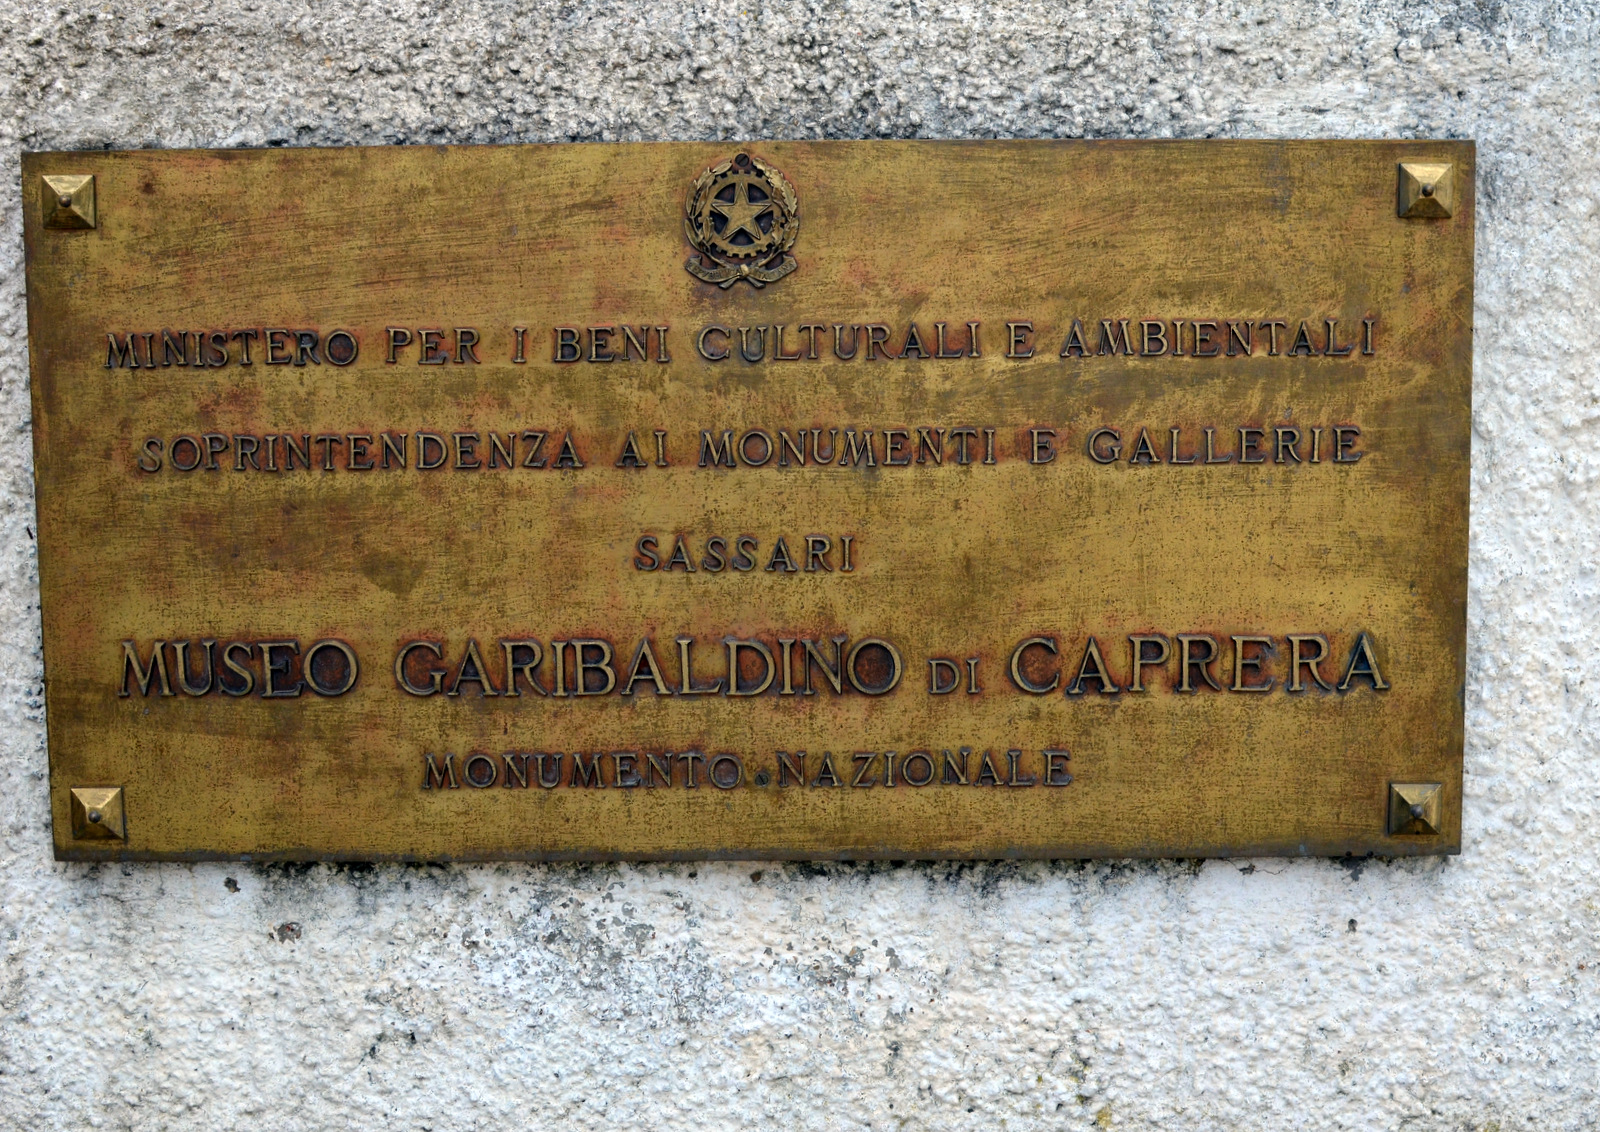 MINISTERO PER I BENI CULTURALI E AMBIENTALI
SOPRINTENDENZA AI MONUMENTI E GALLERIE
SASSARI
MUSEO GARIBALDINO DI CAPRERA
MONUMENTO NAZIONALE